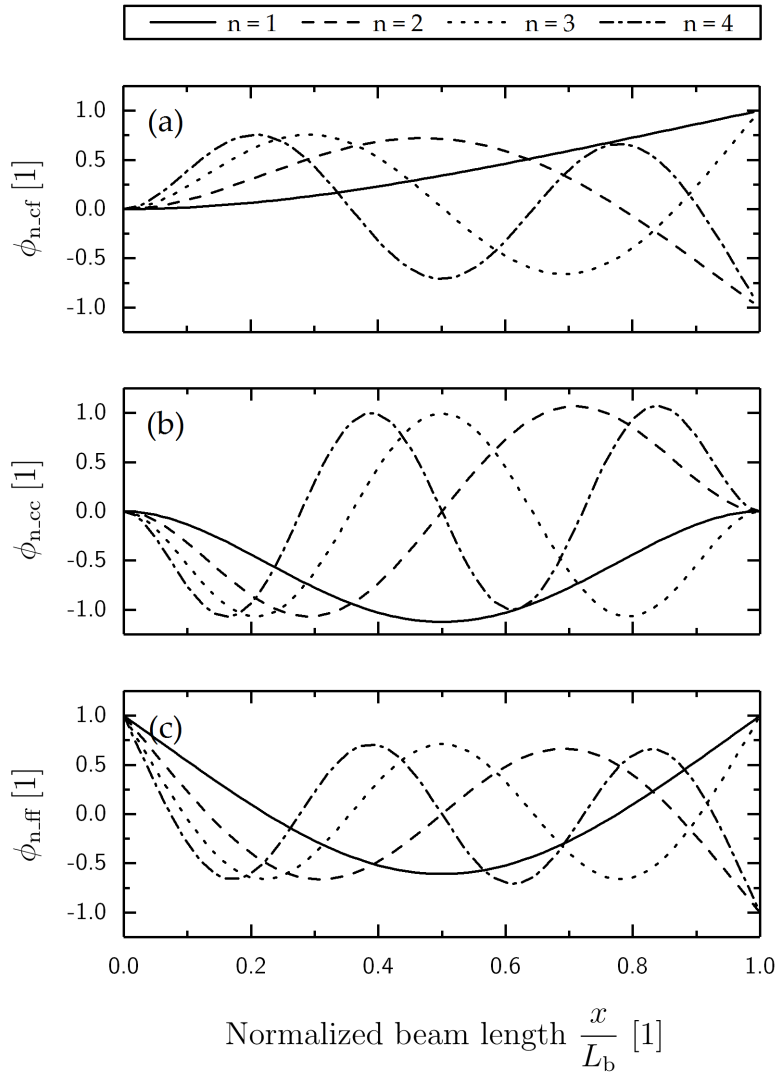 n = 1 n = 2 n = 3 n = 4
(a)
1.0
0.5
0.0
-0.5
-1.0
ϕn_cf [1]
(b)
1.0
0.5
0.0
-0.5
-1.0
ϕn_cc [1]
(c)
1.0
0.5
0.0
-0.5
-1.0
ϕn_ff [1]
0.0 0.2 0.4 0.6 0.8 1.0
Normalized beam length x/Lb [1]